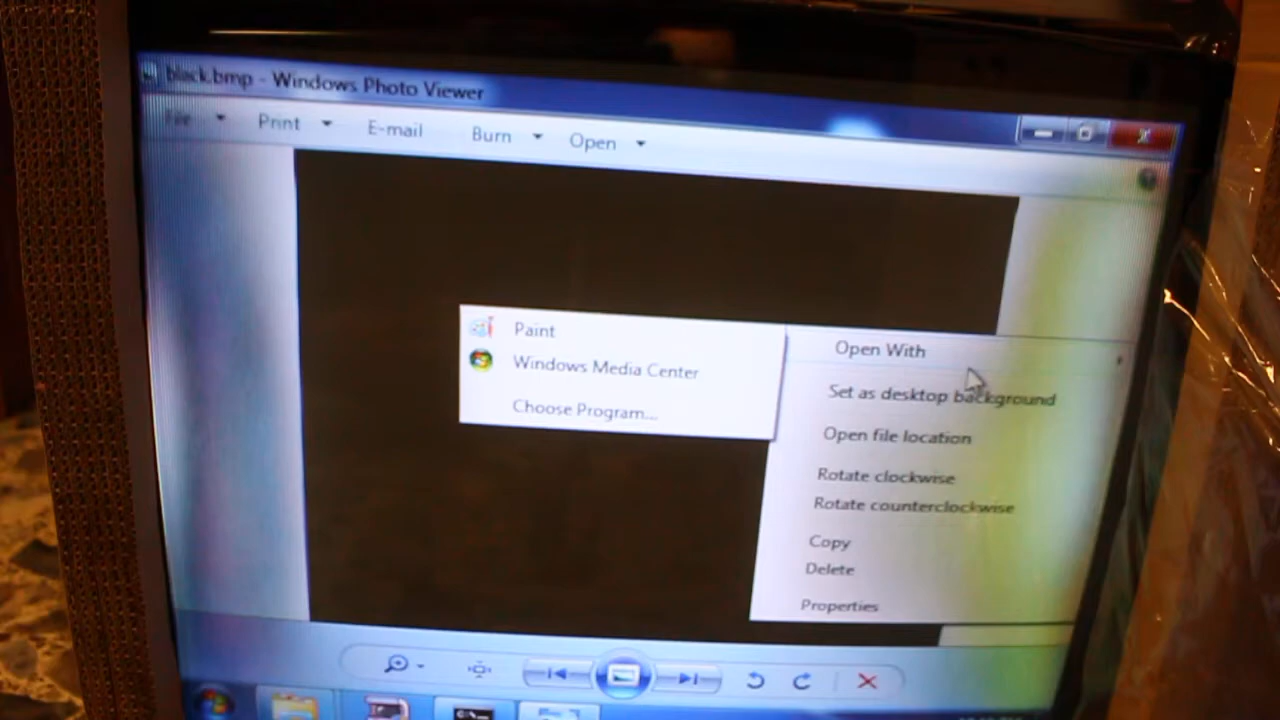 black.bmp - Windows Photo Viewer
File Print E-mail Burn Open
Paint
Windows Media Center
Choose Program...
Open With
Set as desktop background
Open file location
Rotate clockwise
Rotate counterclockwise
Copy
Delete
Properties